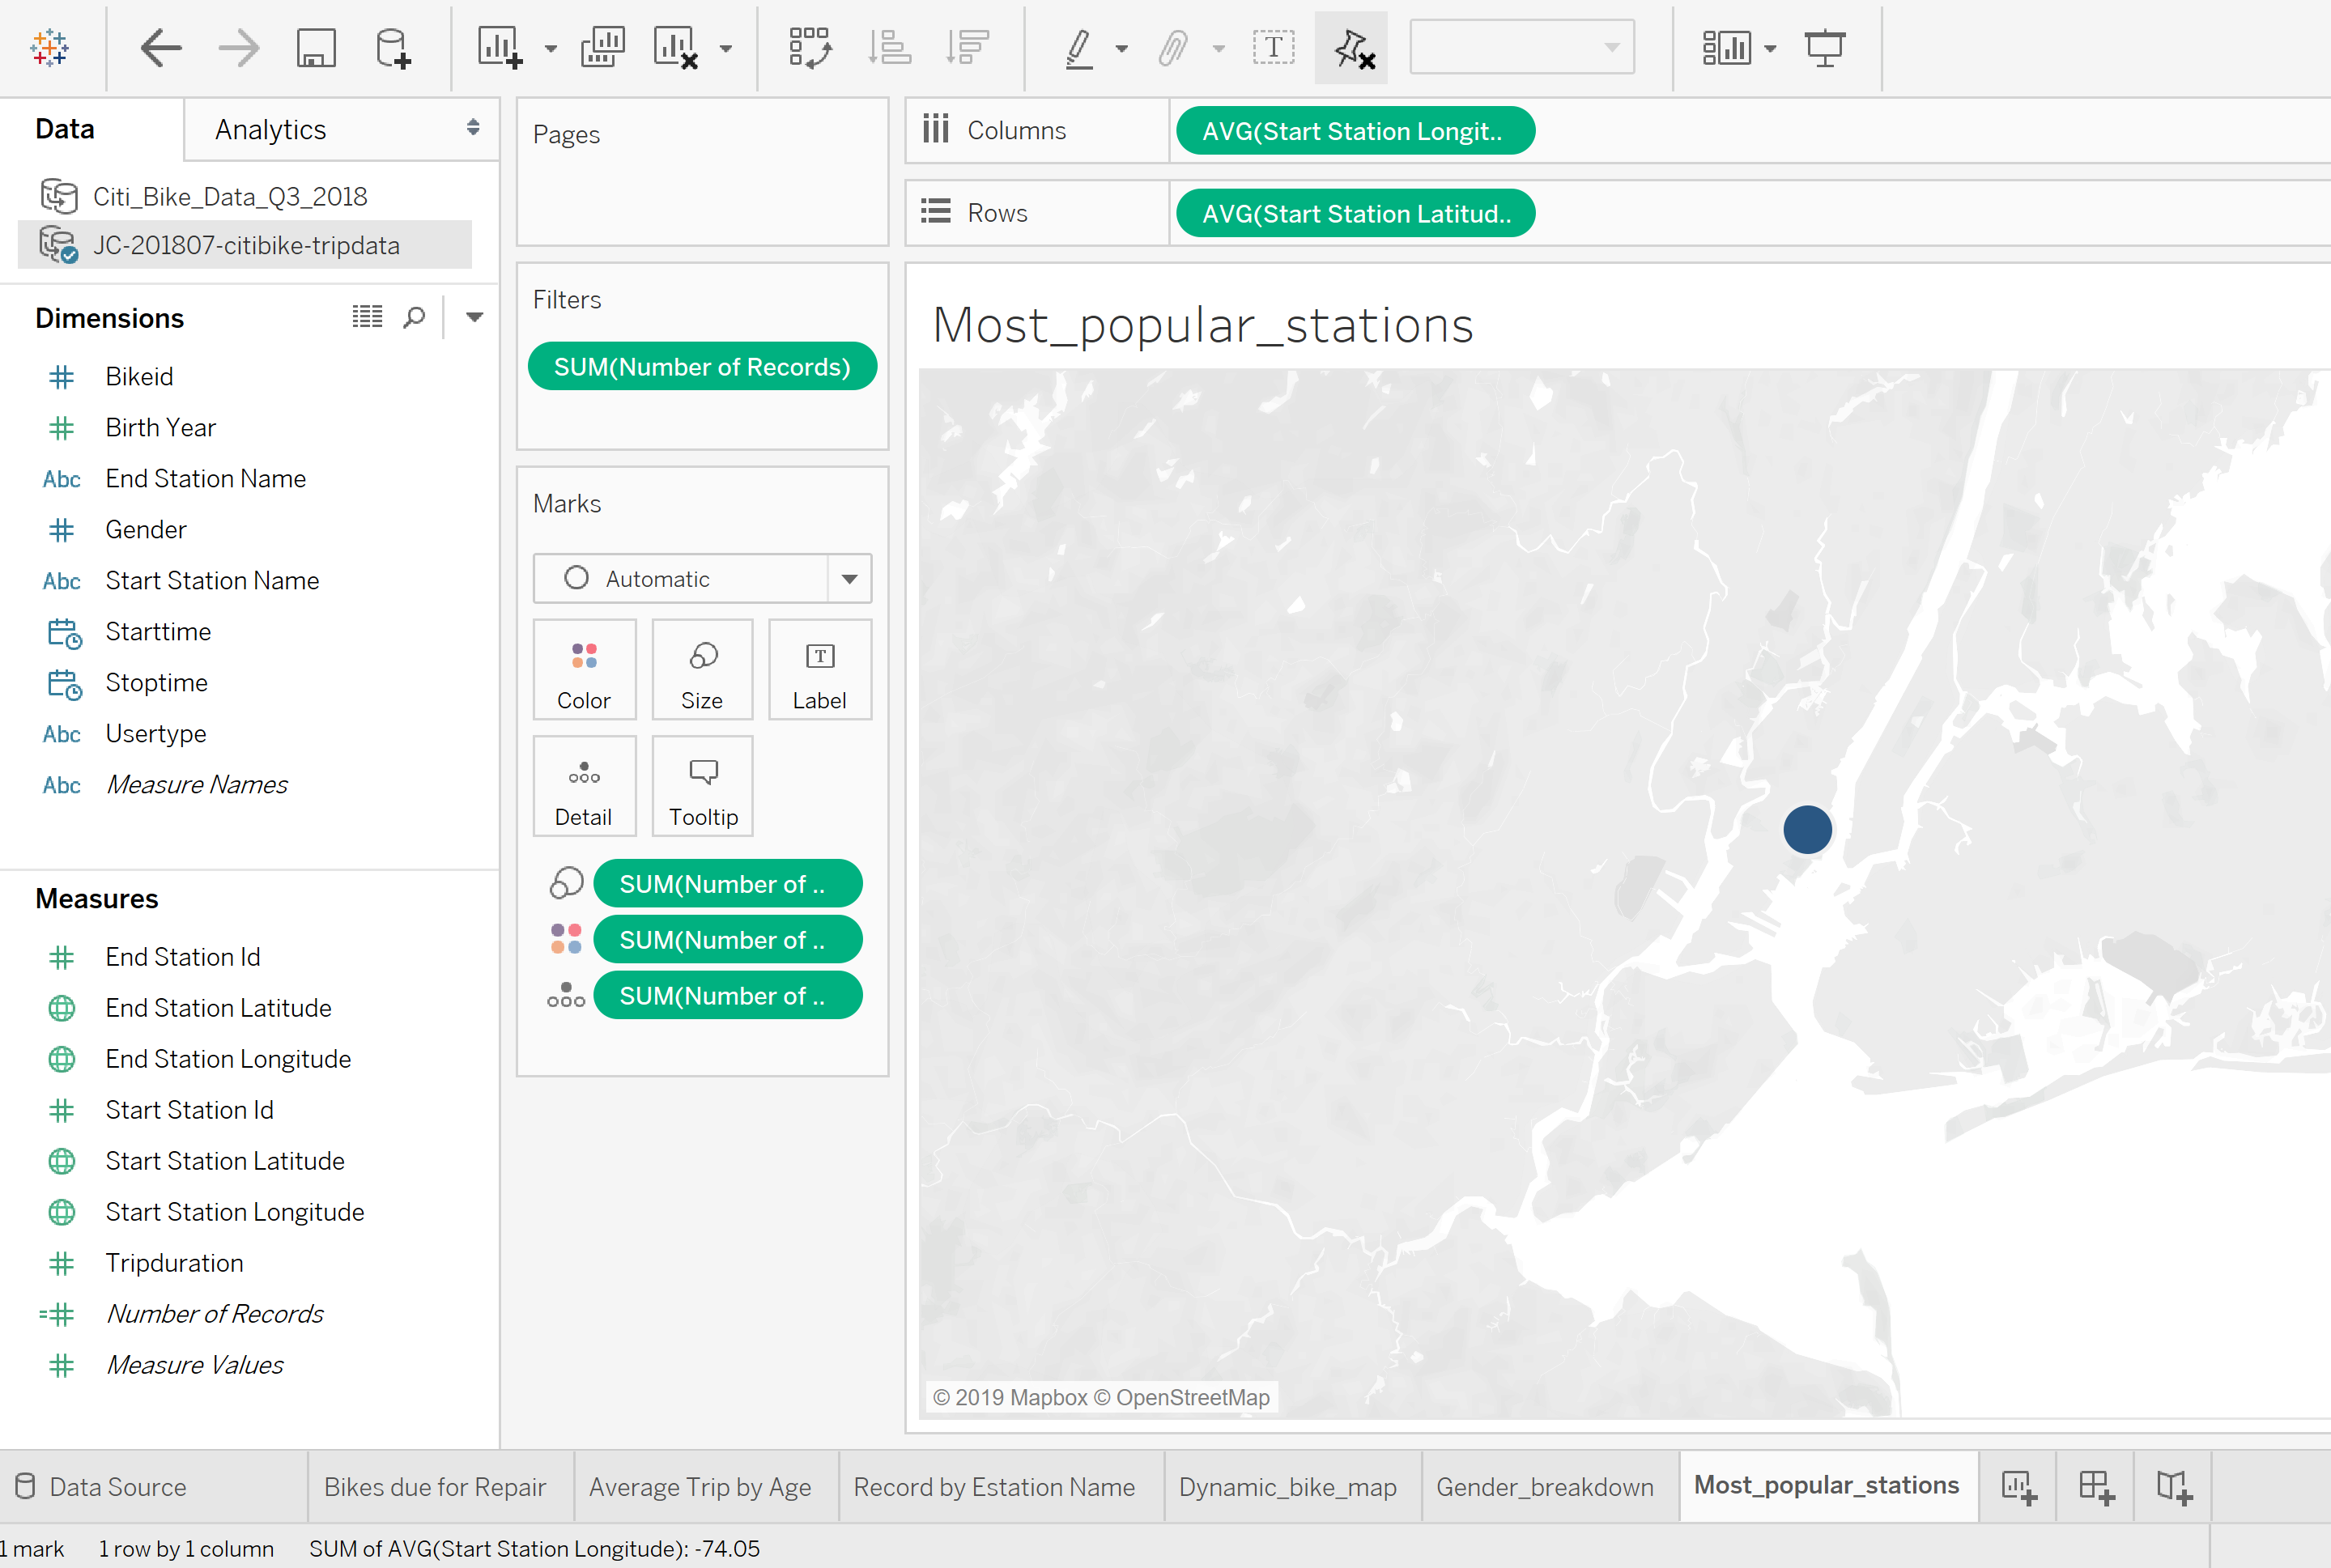 Data
Analytics
Citi_Bike_Data_Q3_2018
JC-201807-citibike-tripdata
Dimensions
Bikeid
Birth Year
Abc End Station Name
Gender
Abc Start Station Name
Starttime
Stoptime
Abc Usertype
Abc Measure Names
Measures
End Station Id
End Station Latitude
End Station Longitude
Start Station Id
Start Station Latitude
Start Station Longitude
Tripduration
Number of Records
Measure Values
Pages
Filters
SUM(Number of Records)
Marks
Automatic
Color Size Label
Detail Tooltip
SUM(Number of ..
SUM(Number of ..
SUM(Number of ..
Columns AVG(Start Station Longit..
Rows AVG(Start Station Latitud..
Most_popular_stations
© 2019 Mapbox © OpenStreetMap
Data Source Bikes due for Repair Average Trip by Age Record by Estation Name Dynamic_bike_map Gender_breakdown Most_popular_stations
1 mark 1 row by 1 column SUM of AVG(Start Station Longitude): -74.05